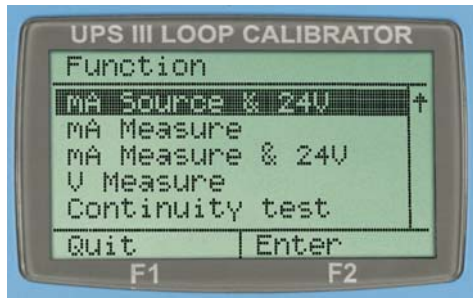 UPS III LOOP CALIBRATOR
Function
mA Source & 24V
mA Measure
mA Measure & 24V
V Measure
Continuity test
Quit Enter
F1 F2